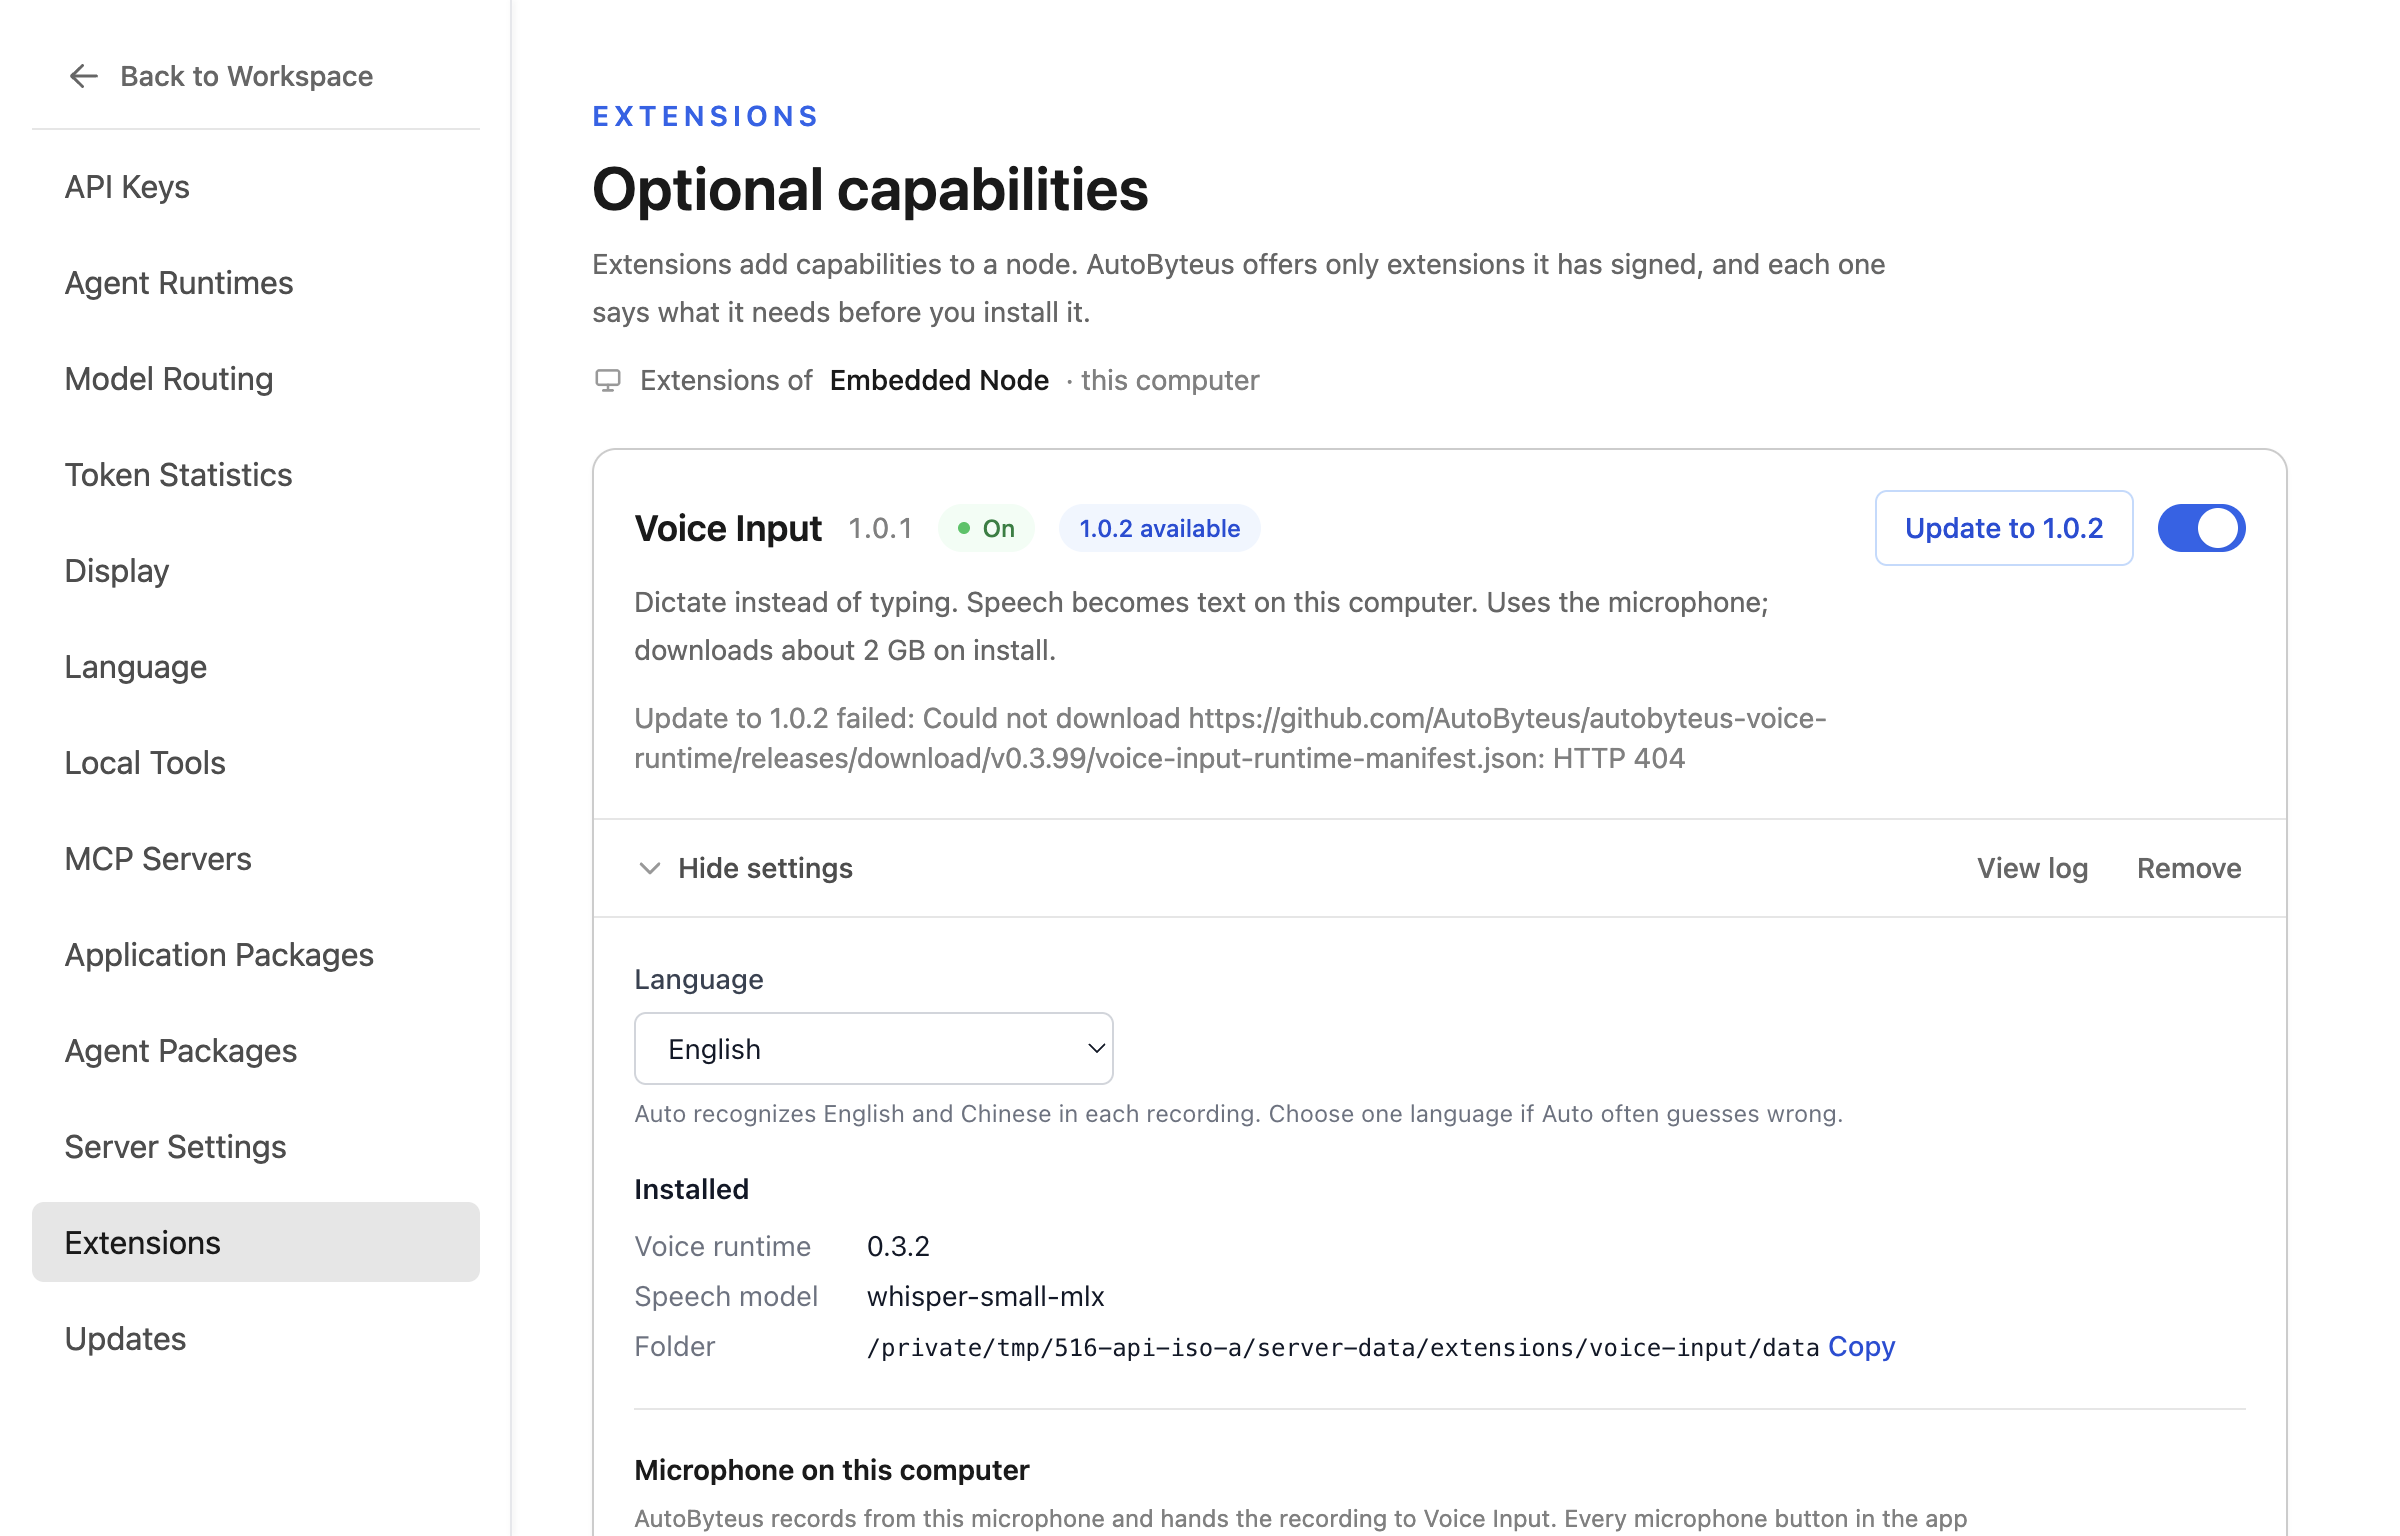 Back to Workspace
API Keys
Agent Runtimes
Model Routing
Token Statistics
Display
Language
Local Tools
MCP Servers
Application Packages
Agent Packages
Server Settings
Extensions
Updates
EXTENSIONS
Optional capabilities
Extensions add capabilities to a node. AutoByteus offers only extensions it has signed, and each one
says what it needs before you install it.
Extensions of Embedded Node · this computer
Voice Input 1.0.1 On 1.0.2 available Update to 1.0.2
Dictate instead of typing. Speech becomes text on this computer. Uses the microphone;
downloads about 2 GB on install.
Update to 1.0.2 failed: Could not download https://github.com/AutoByteus/autobyteus-voice-
runtime/releases/download/v0.3.99/voice-input-runtime-manifest.json: HTTP 404
Hide settings View log Remove
Language
English
Auto recognizes English and Chinese in each recording. Choose one language if Auto often guesses wrong.
Installed
Voice runtime 0.3.2
Speech model whisper-small-mlx
Folder /private/tmp/516-api-iso-a/server-data/extensions/voice-input/data Copy
Microphone on this computer
AutoByteus records from this microphone and hands the recording to Voice Input. Every microphone button in the app